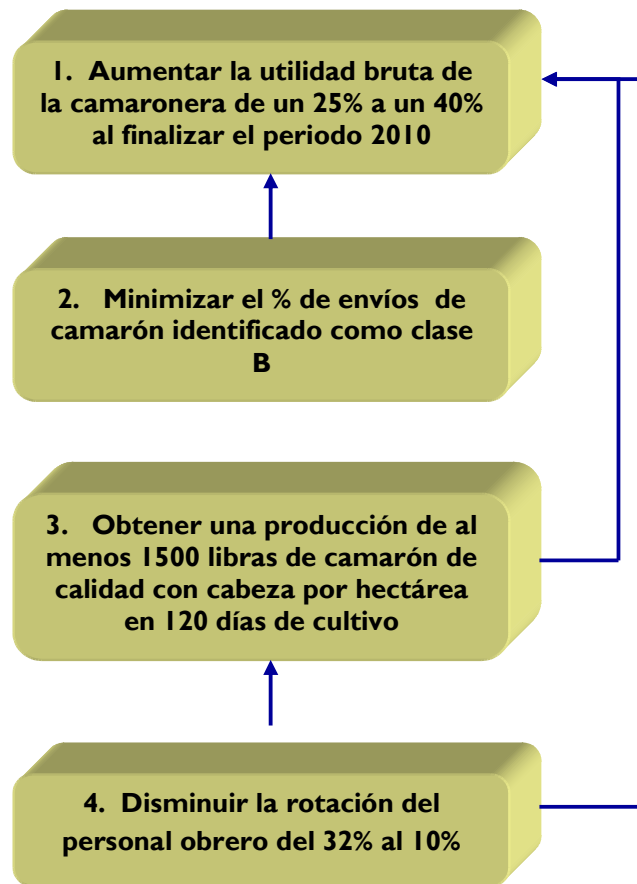 1. Aumentar la utilidad bruta de
la camaronera de un 25% a un 40%
al finalizar el periodo 2010
2. Minimizar el % de envíos de
camarón identificado como clase
B
3. Obtener una producción de al
menos 1500 libras de camarón de
calidad con cabeza por hectárea
en 120 días de cultivo
4. Disminuir la rotación del
personal obrero del 32% al 10%